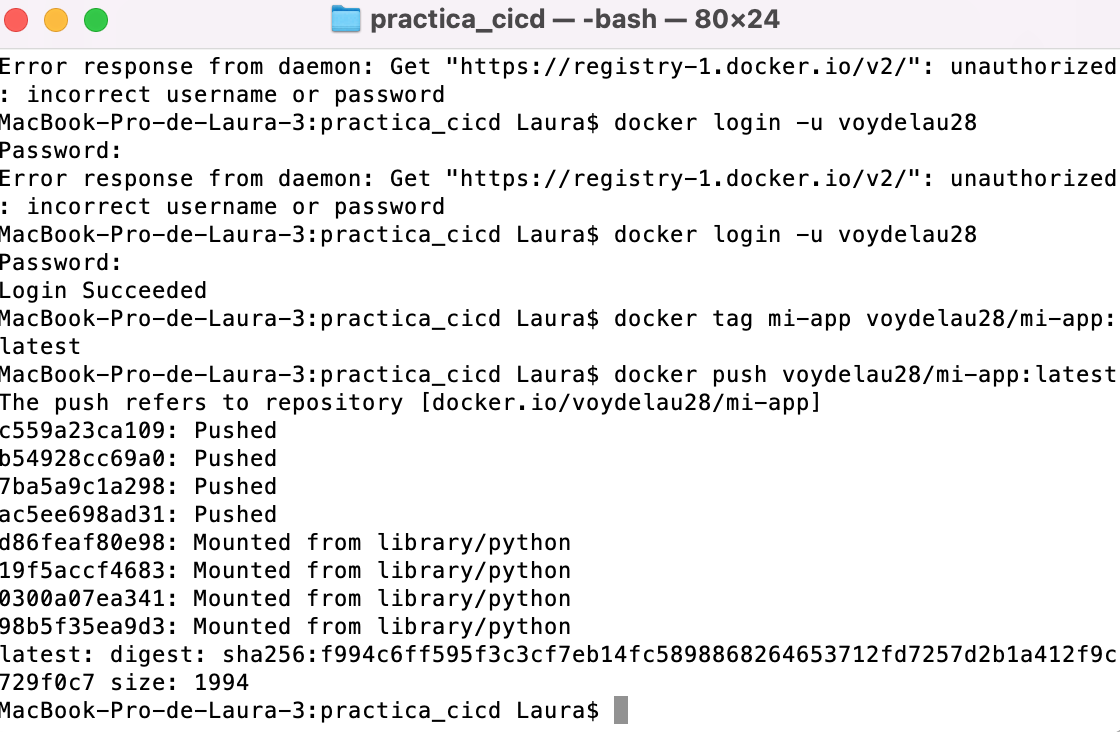 practica_cicd — -bash — 80×24
Error response from daemon: Get "https://registry-1.docker.io/v2/": unauthorized
: incorrect username or password
MacBook-Pro-de-Laura-3:practica_cicd Laura$ docker login -u voydelau28
Password:
Error response from daemon: Get "https://registry-1.docker.io/v2/": unauthorized
: incorrect username or password
MacBook-Pro-de-Laura-3:practica_cicd Laura$ docker login -u voydelau28
Password:
Login Succeeded
MacBook-Pro-de-Laura-3:practica_cicd Laura$ docker tag mi-app voydelau28/mi-app:
latest
MacBook-Pro-de-Laura-3:practica_cicd Laura$ docker push voydelau28/mi-app:latest
The push refers to repository [docker.io/voydelau28/mi-app]
c559a23ca109: Pushed
b54928cc69a0: Pushed
7ba5a9c1a298: Pushed
ac5ee698ad31: Pushed
d86feaf80e98: Mounted from library/python
19f5accf4683: Mounted from library/python
0300a07ea341: Mounted from library/python
98b5f35ea9d3: Mounted from library/python
latest: digest: sha256:f994c6ff595f3c3cf7eb14fc5898868264653712fd7257d2b1a412f9c
729f0c7 size: 1994
MacBook-Pro-de-Laura-3:practica_cicd Laura$